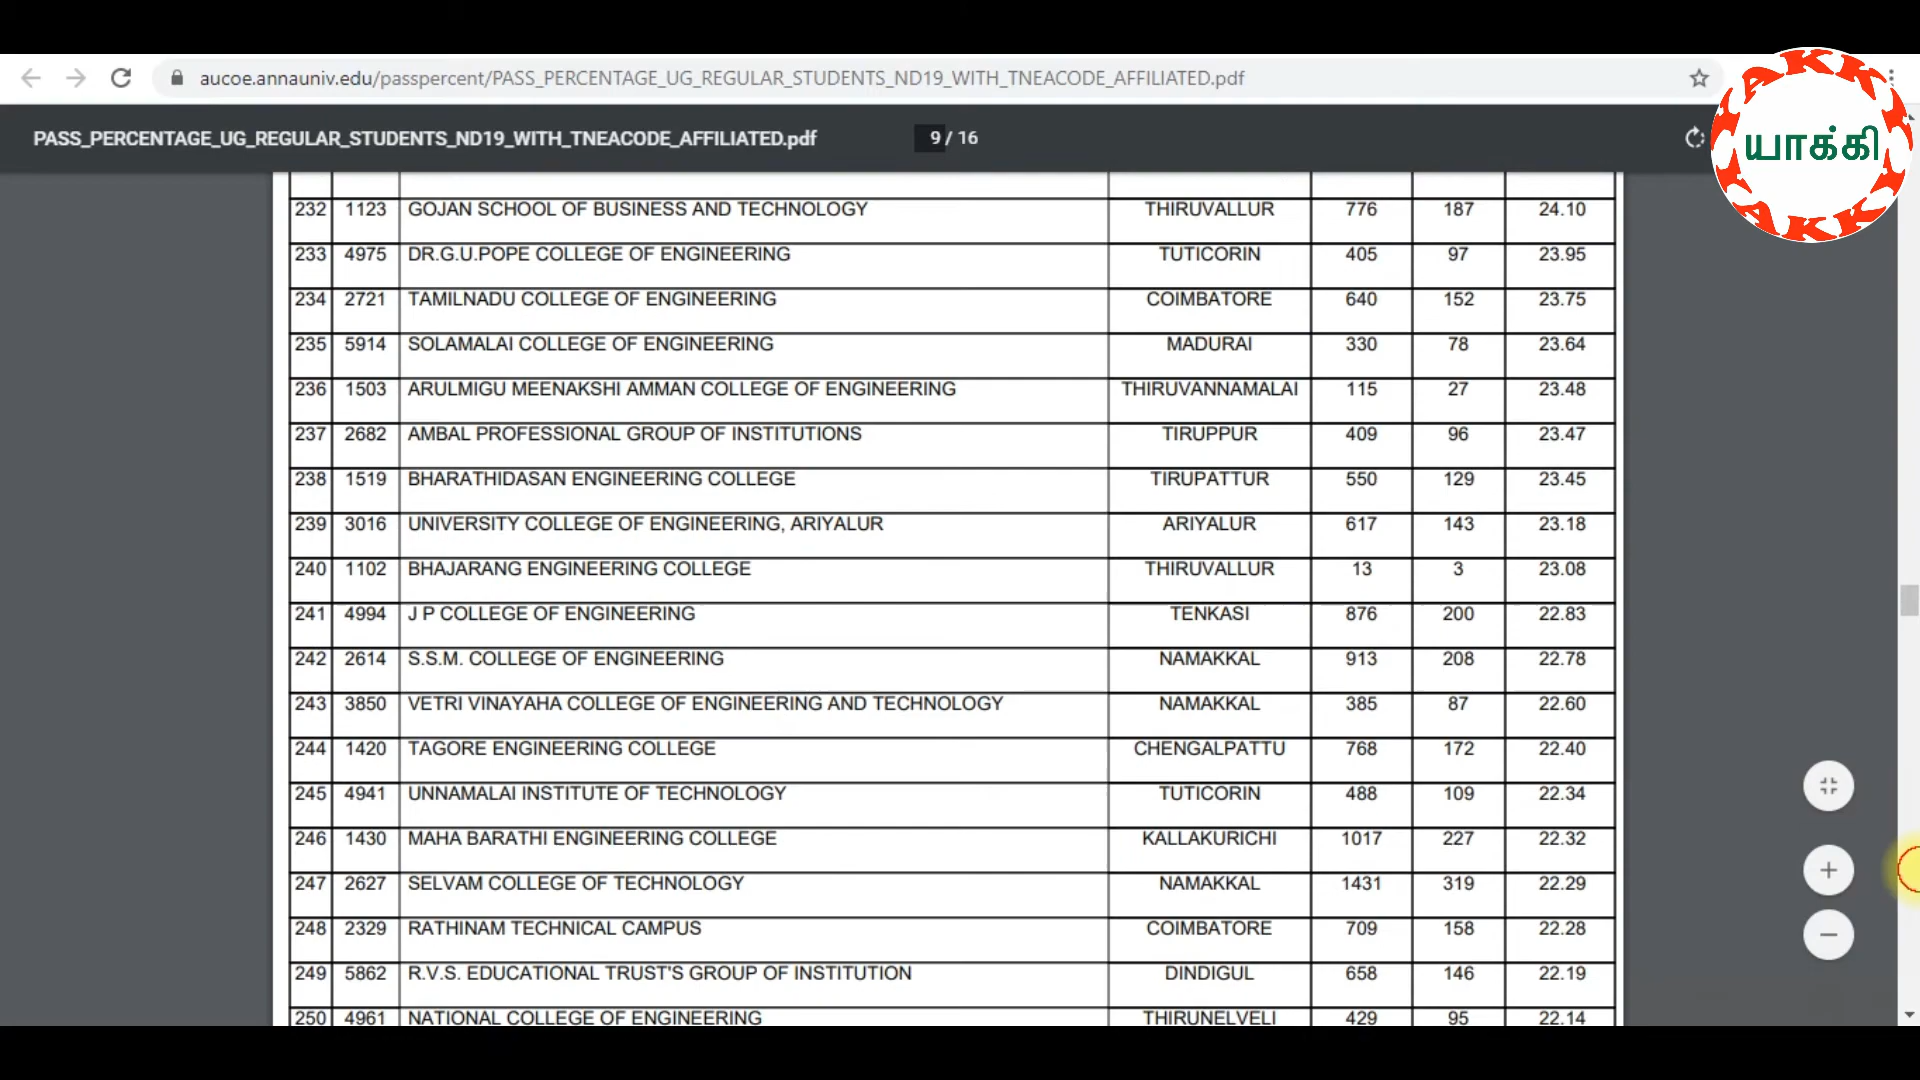 aucoe.annauniv.edu/passpercent/PASS_PERCENTAGE_UG_REGULAR_STUDENTS_ND19_WITH_TNEACODE_AFFILIATED.pdf
PASS_PERCENTAGE_UG_REGULAR_STUDENTS_ND19_WITH_TNEACODE_AFFILIATED.pdf 9 / 16
AKK
யாக்கி
AKK
232 1123 GOJAN SCHOOL OF BUSINESS AND TECHNOLOGY THIRUVALLUR 776 187 24.10
233 4975 DR.G.U.POPE COLLEGE OF ENGINEERING TUTICORIN 405 97 23.95
234 2721 TAMILNADU COLLEGE OF ENGINEERING COIMBATORE 640 152 23.75
235 5914 SOLAMALAI COLLEGE OF ENGINEERING MADURAI 330 78 23.64
236 1503 ARULMIGU MEENAKSHI AMMAN COLLEGE OF ENGINEERING THIRUVANNAMALAI 115 27 23.48
237 2682 AMBAL PROFESSIONAL GROUP OF INSTITUTIONS TIRUPPUR 409 96 23.47
238 1519 BHARATHIDASAN ENGINEERING COLLEGE TIRUPATTUR 550 129 23.45
239 3016 UNIVERSITY COLLEGE OF ENGINEERING, ARIYALUR ARIYALUR 617 143 23.18
240 1102 BHAJARANG ENGINEERING COLLEGE THIRUVALLUR 13 3 23.08
241 4994 J P COLLEGE OF ENGINEERING TENKASI 876 200 22.83
242 2614 S.S.M. COLLEGE OF ENGINEERING NAMAKKAL 913 208 22.78
243 3850 VETRI VINAYAHA COLLEGE OF ENGINEERING AND TECHNOLOGY NAMAKKAL 385 87 22.60
244 1420 TAGORE ENGINEERING COLLEGE CHENGALPATTU 768 172 22.40
245 4941 UNNAMALAI INSTITUTE OF TECHNOLOGY TUTICORIN 488 109 22.34
246 1430 MAHA BARATHI ENGINEERING COLLEGE KALLAKURICHI 1017 227 22.32
247 2627 SELVAM COLLEGE OF TECHNOLOGY NAMAKKAL 1431 319 22.29
248 2329 RATHINAM TECHNICAL CAMPUS COIMBATORE 709 158 22.28
249 5862 R.V.S. EDUCATIONAL TRUST'S GROUP OF INSTITUTION DINDIGUL 658 146 22.19
250 4961 NATIONAL COLLEGE OF ENGINEERING THIRUNELVELI 429 95 22.14